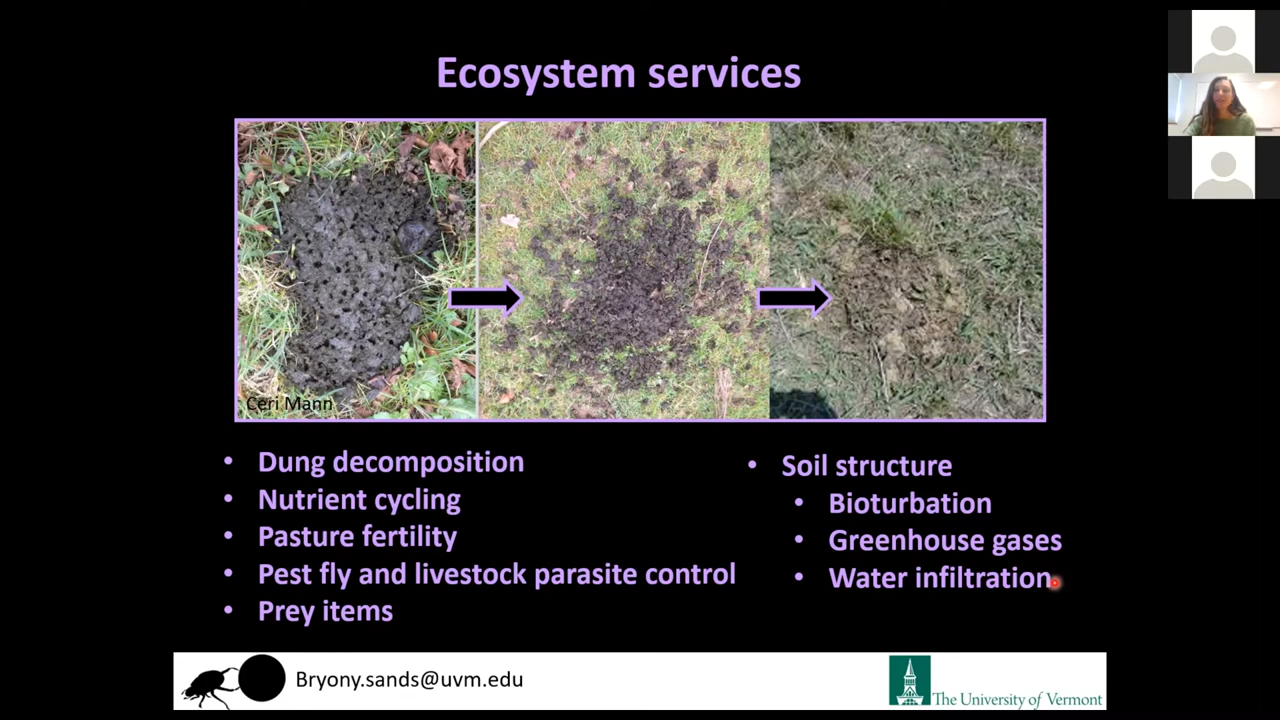 Ecosystem services
Ceri Mann
• Dung decomposition
• Nutrient cycling
• Pasture fertility
• Pest fly and livestock parasite control
• Prey items
• Soil structure
• Bioturbation
• Greenhouse gases
• Water infiltration
Bryony.sands@uvm.edu
The University of Vermont